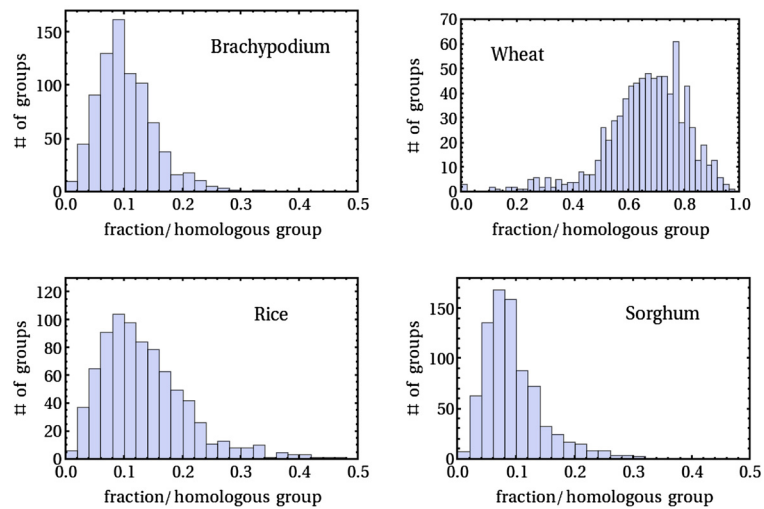 150
100
50
0
# of groups
Brachypodium
0.0 0.1 0.2 0.3 0.4 0.5
fraction/homologous group
70
60
50
40
30
20
10
0
# of groups
Wheat
0.0 0.2 0.4 0.6 0.8 1.0
fraction/homologous group
120
100
80
60
40
20
0
# of groups
Rice
0.0 0.1 0.2 0.3 0.4 0.5
fraction/homologous group
150
100
50
0
# of groups
Sorghum
0.0 0.1 0.2 0.3 0.4 0.5
fraction/homologous group